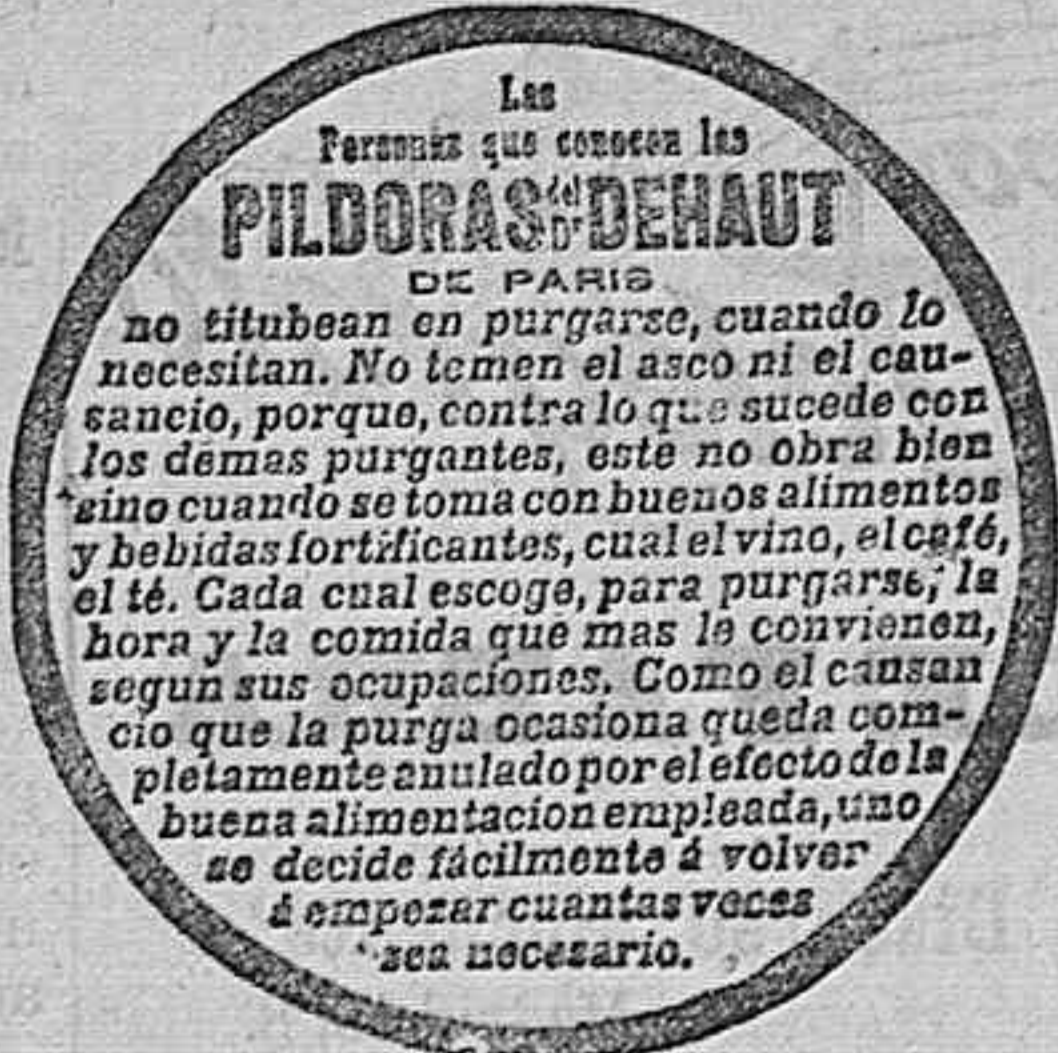 Las
Personas que conocen las
PILDORAS del Dr DEHAUT
DE PARIS
no titubean en purgarse, cuando lo
necesitan. No temen el asco ni el cau-
sancio, porque, contra lo que sucede con
los demas purgantes, este no obra bien
sino cuando se toma con buenos alimentos
y bebidas fortificantes, cual el vino, el café,
el té. Cada cual escoge, para purgarse, la
hora y la comida que mas le convienen,
segun sus ocupaciones. Como el causan
cio que la purga ocasiona queda com-
pletamente anulado por el efecto de la
buena alimentacion empleada, uno
se decide fácilmente á volver
á empezar cuantas veces
sea necesario.